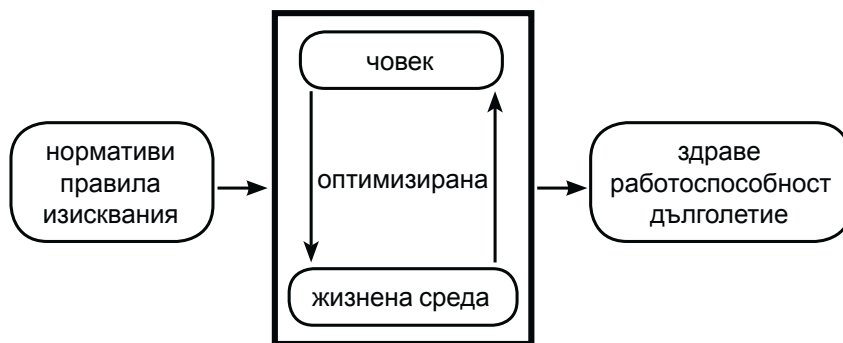 човек
нормативи
правила
изисквания
оптимизирана
здраве
работоспособност
дълголетие
жизнена среда